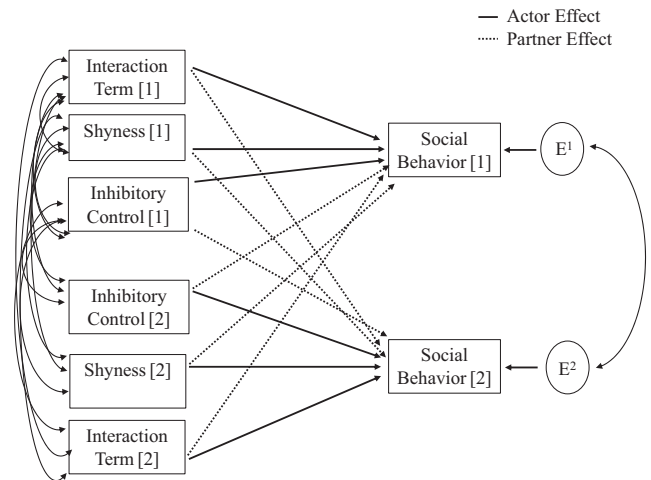 Actor Effect
Partner Effect
Interaction
Term [1]
Shyness [1]
Inhibitory
Control [1]
Inhibitory
Control [2]
Shyness [2]
Interaction
Term [2]
Social
Behavior [1]
Social
Behavior [2]
E1
E2